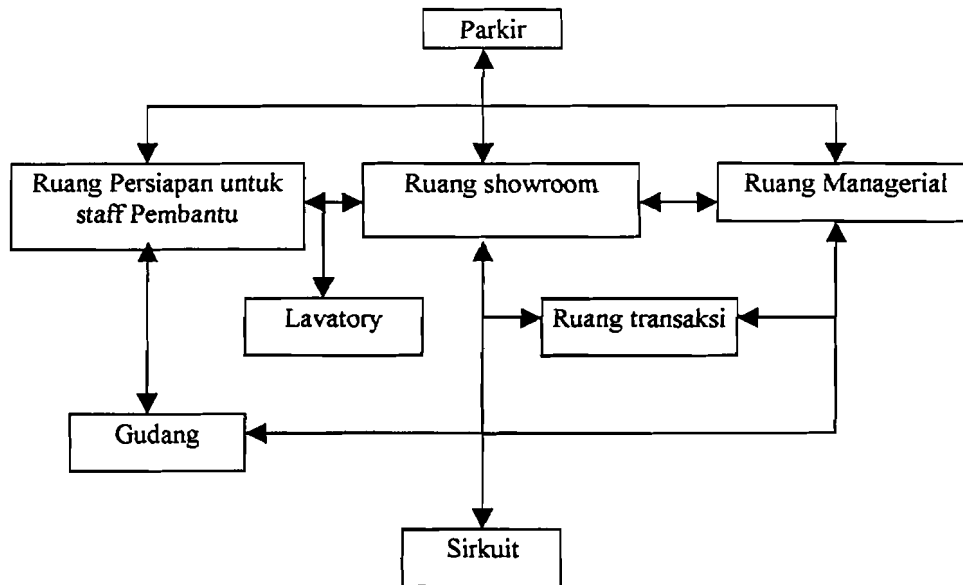 Parkir
Ruang Persiapan untuk
staff Pembantu
Ruang showroom
Ruang Managerial
Lavatory
Ruang transaksi
Gudang
Sirkuit